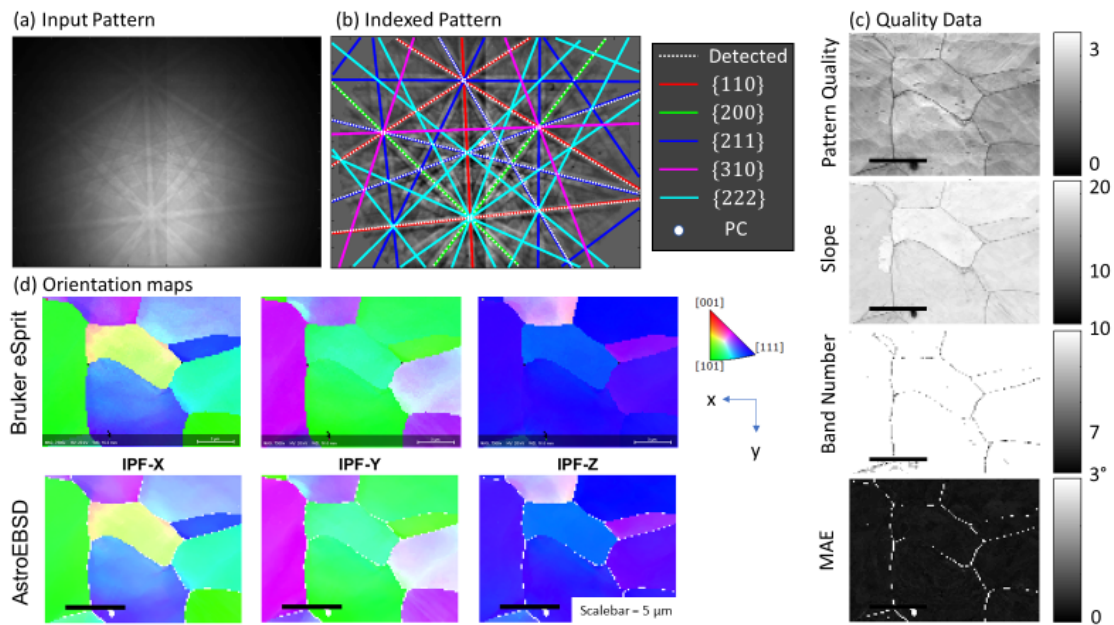 (a) Input Pattern
(b) Indexed Pattern
Detected
{110}
{200}
{211}
{310}
{222}
PC
(c) Quality Data
Pattern Quality
3
0
Slope
20
10
Band Number
10
7
MAE
3°
0
(d) Orientation maps
Bruker eSprit
[001]
[101]
[111]
x
y
IPF-X
IPF-Y
IPF-Z
AstroEBSD
Scalebar = 5 μm